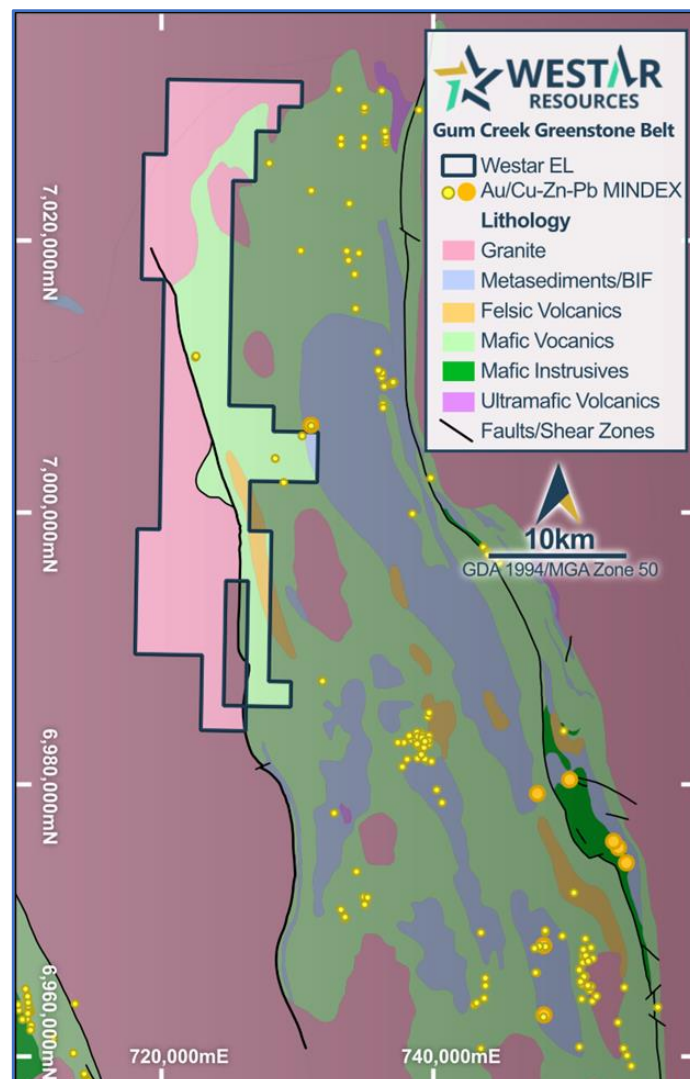 WESTAR
RESOURCES
Gum Creek Greenstone Belt
Westar EL
Au/Cu-Zn-Pb MINDEX
Lithology
Granite
Metasediments/BIF
Felsic Volcanics
Mafic Vocanics
Mafic Instrusives
Ultramafic Volcanics
Faults/Shear Zones
10km
GDA 1994/MGA Zone 50
7,020,000mN
7,000,000mN
6,980,000mN
6,960,000mN
720,000mE
740,000mE